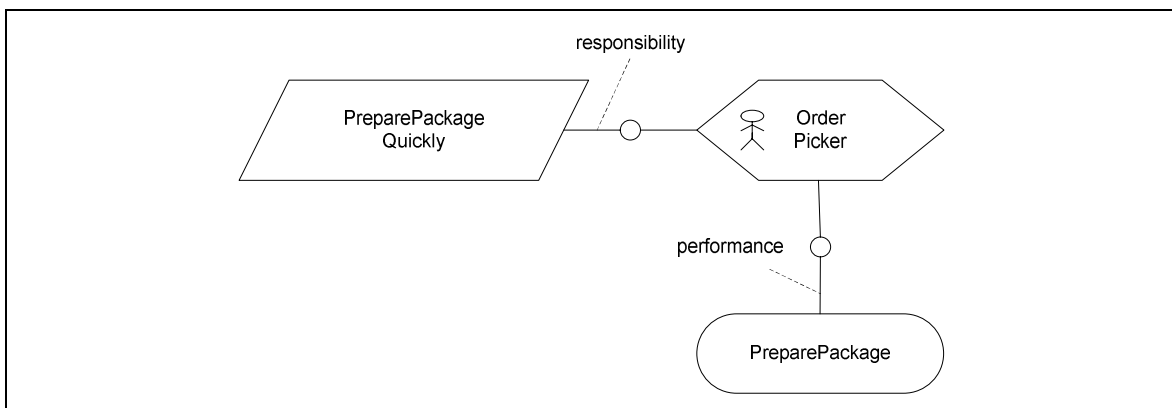 responsibility
PreparePackage
Quickly
Order
Picker
performance
PreparePackage